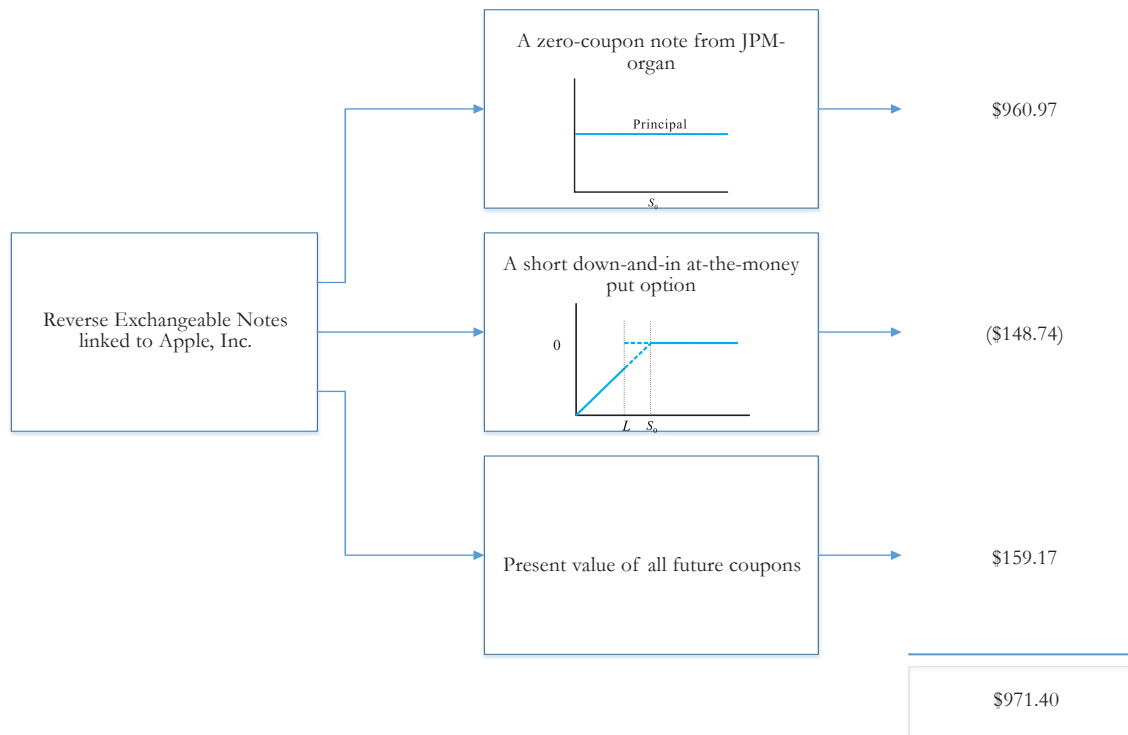 A zero-coupon note from JPM-
organ
Principal
S₀
$960.97
Reverse Exchangeable Notes
linked to Apple, Inc.
A short down-and-in at-the-money
put option
0
L S₀
($148.74)
Present value of all future coupons
$159.17
$971.40